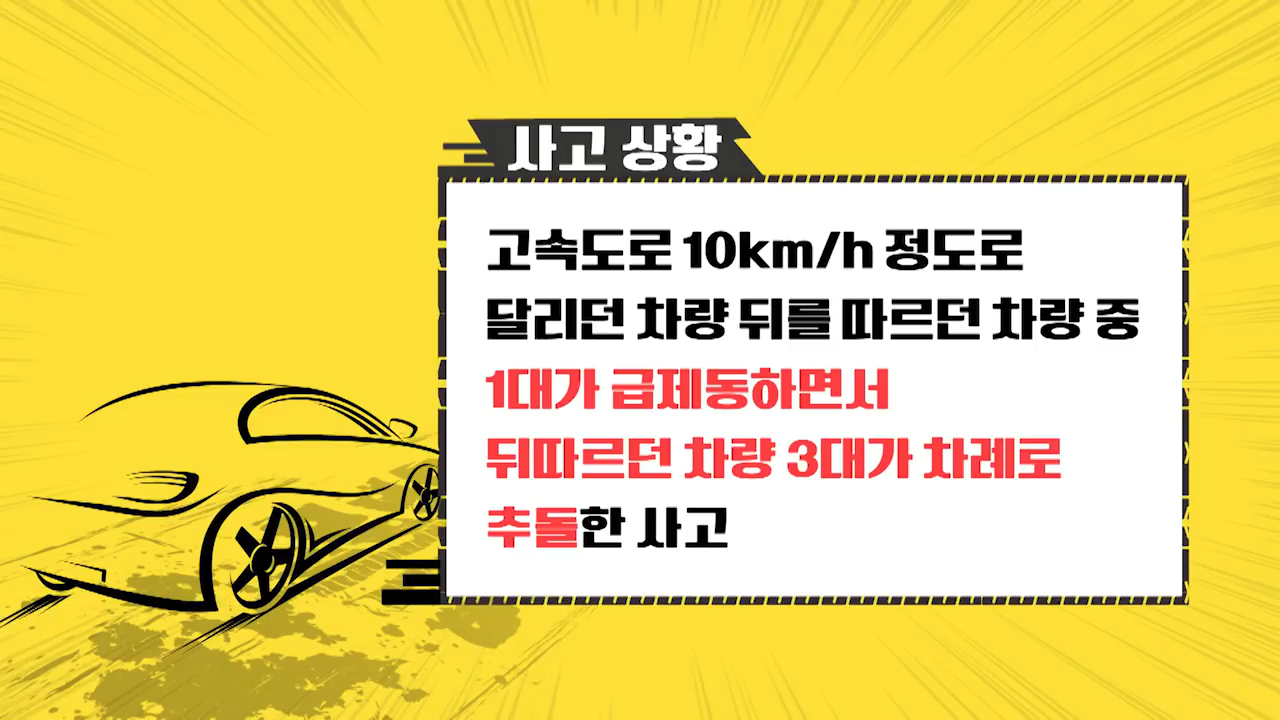 사고 상황
고속도로 10km/h 정도로
달리던 차량 뒤를 따르던 차량 중
1대가 급제동하면서
뒤따르던 차량 3대가 차례로
추돌한 사고